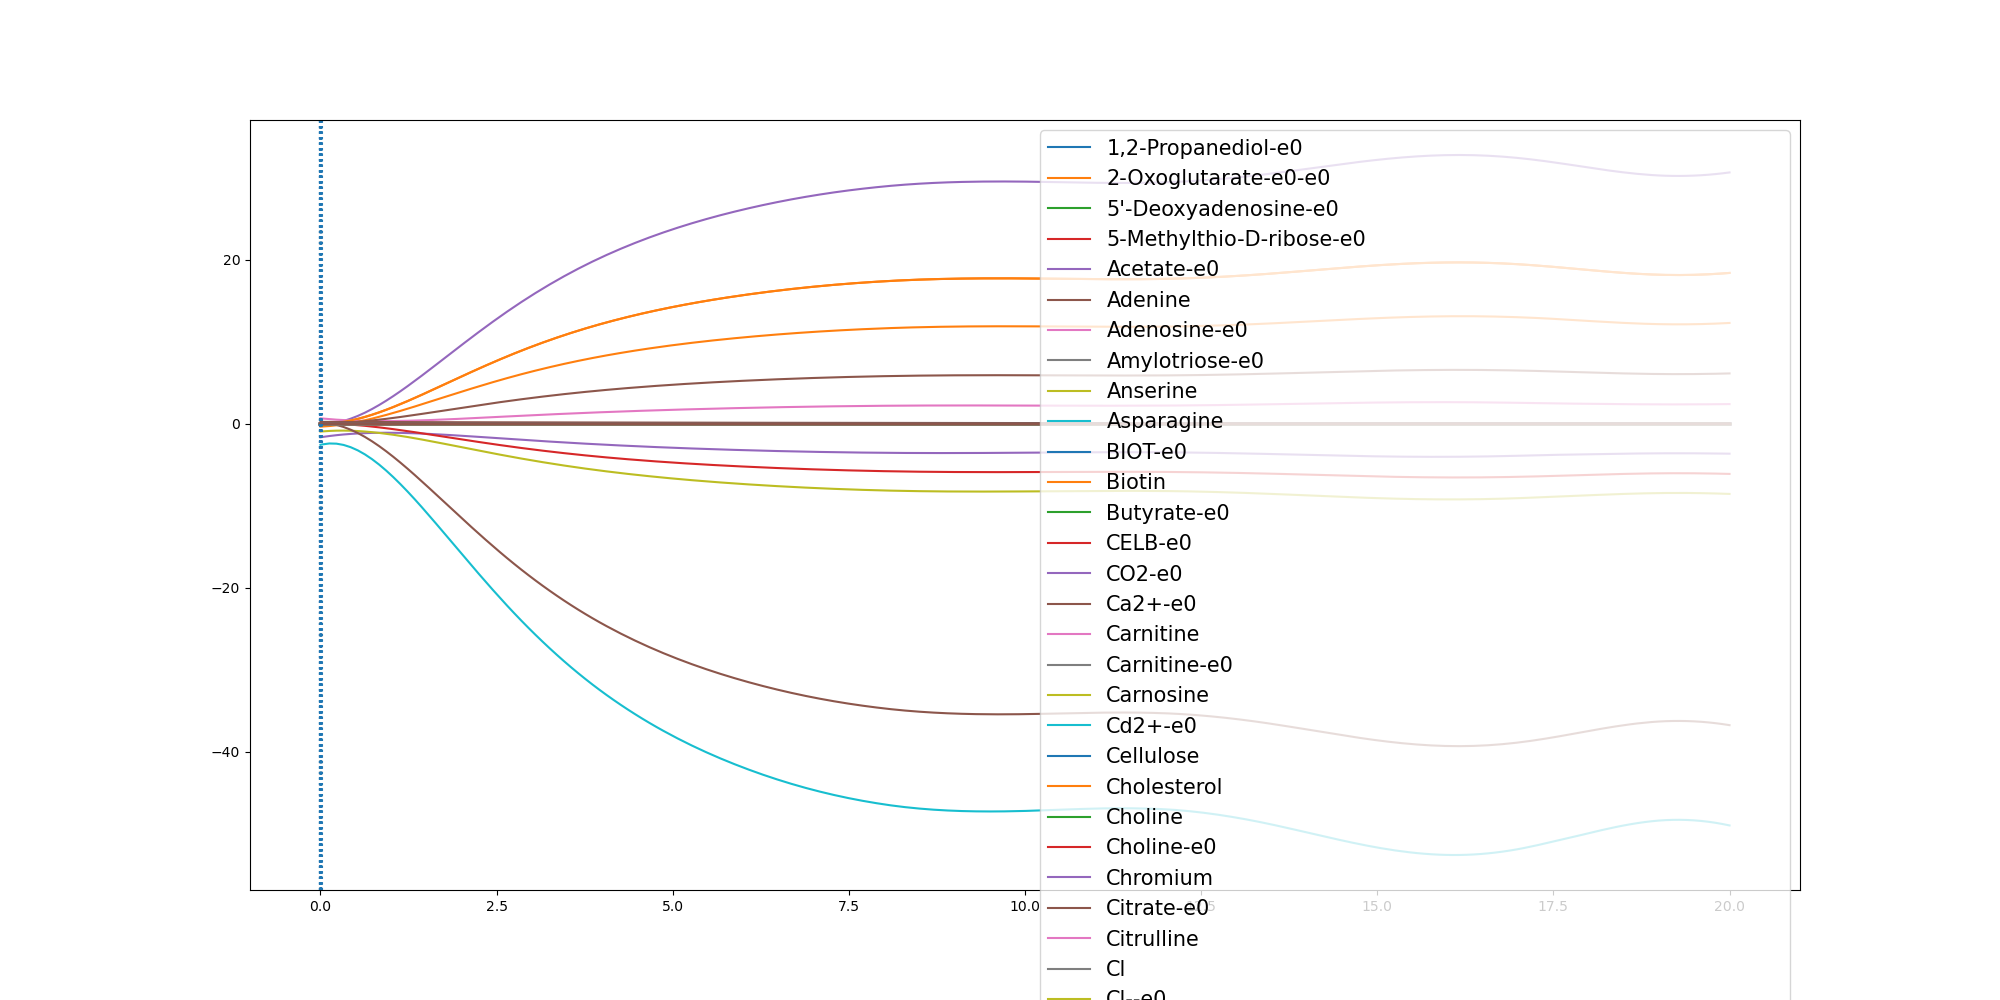 1,2-Propanediol-e0
2-Oxoglutarate-e0-e0
5'-Deoxyadenosine-e0
5-Methylthio-D-ribose-e0
Acetate-e0
Adenine
Adenosine-e0
Amylotriose-e0
Anserine
Asparagine
BIOT-e0
Biotin
Butyrate-e0
CELB-e0
CO2-e0
Ca2+-e0
Carnitine
Carnitine-e0
Carnosine
Cd2+-e0
Cellulose
Cholesterol
Choline
Choline-e0
Chromium
Citrate-e0
Citrulline
Cl
Cl--e0
20
0
−20
−40
0.0 2.5 5.0 7.5 10.0 15.0 17.5 20.0